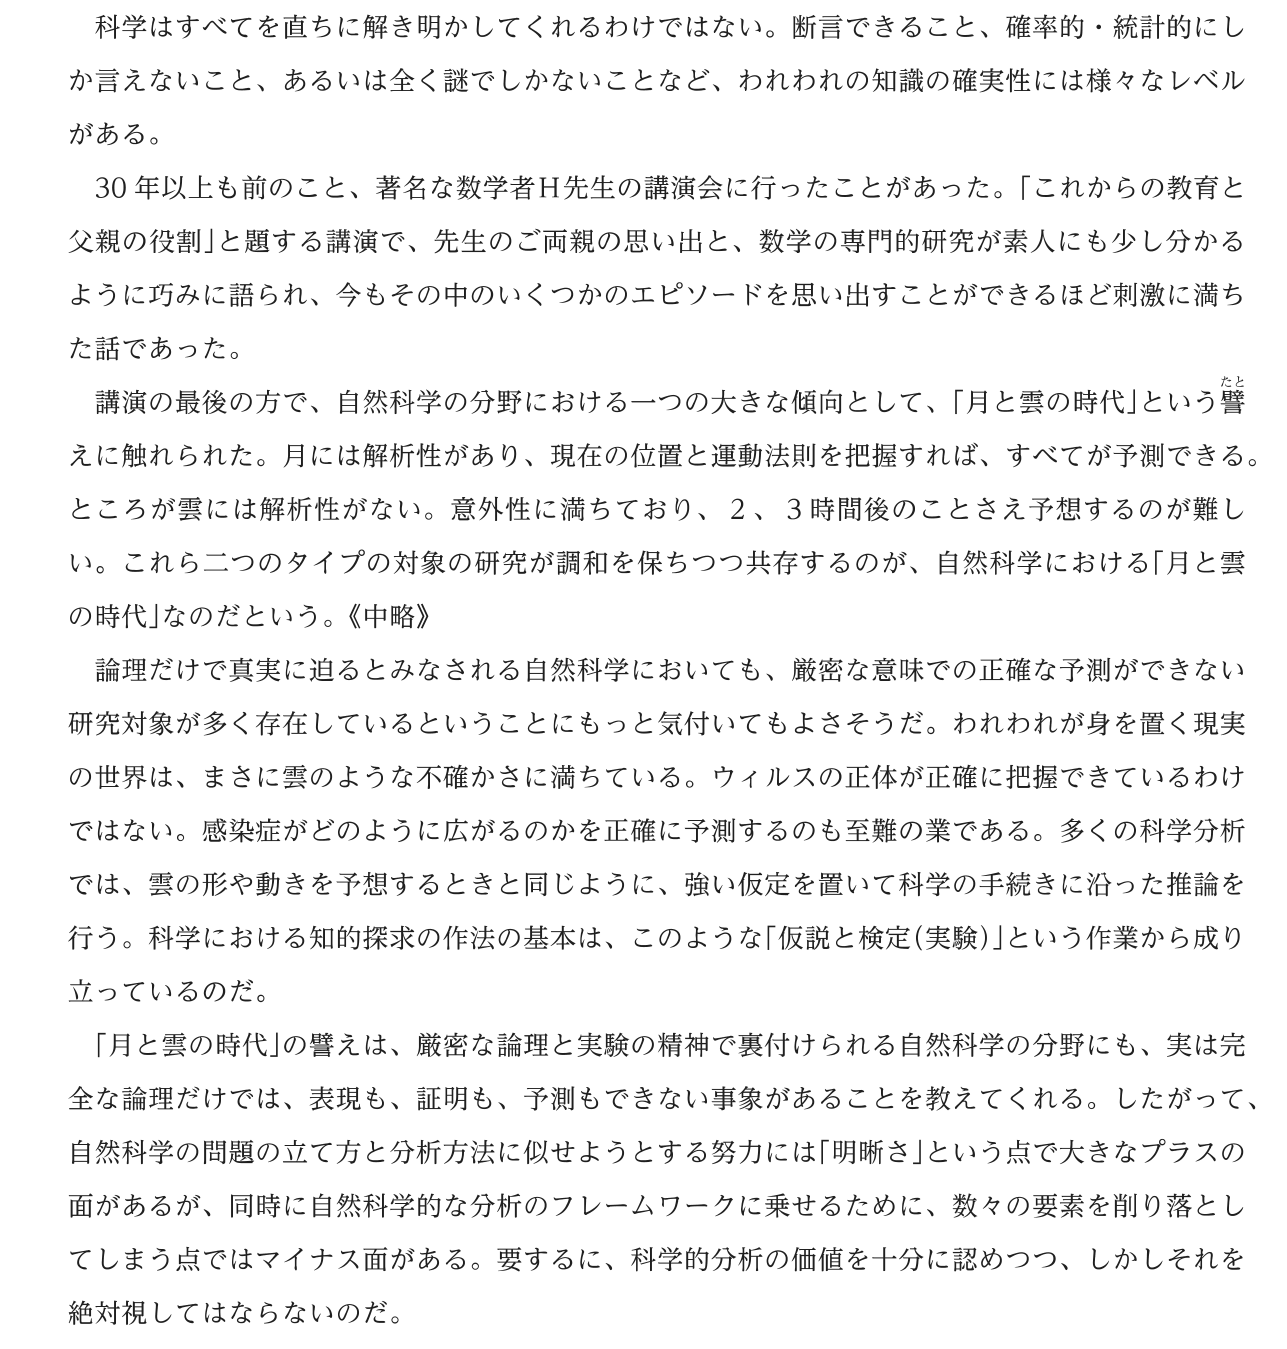 科学はすべてを直ちに解き明かしてくれるわけではない。断言できること、確率的・統計的にし
か言えないこと、あるいは全く謎でしかないことなど、われわれの知識の確実性には様々なレベル
がある。
30 年以上も前のこと、著名な数学者Ｈ先生の講演会に行ったことがあった。「これからの教育と
父親の役割」と題する講演で、先生のご両親の思い出と、数学の専門的研究が素人にも少し分かる
ように巧みに語られ、今もその中のいくつかのエピソードを思い出すことができるほど刺激に満ち
た話であった。
たと
講演の最後の方で、自然科学の分野における一つの大きな傾向として、「月と雲の時代」という譬
えに触れられた。月には解析性があり、現在の位置と運動法則を把握すれば、すべてが予測できる。
ところが雲には解析性がない。意外性に満ちており、２、３時間後のことさえ予想するのが難し
い。これら二つのタイプの対象の研究が調和を保ちつつ共存するのが、自然科学における「月と雲
の時代」なのだという。《中略》
論理だけで真実に迫るとみなされる自然科学においても、厳密な意味での正確な予測ができない
研究対象が多く存在しているということにもっと気付いてもよさそうだ。われわれが身を置く現実
の世界は、まさに雲のような不確かさに満ちている。ウィルスの正体が正確に把握できているわけ
ではない。感染症がどのように広がるのかを正確に予測するのも至難の業である。多くの科学分析
では、雲の形や動きを予想するときと同じように、強い仮定を置いて科学の手続きに沿った推論を
行う。科学における知的探求の作法の基本は、このような「仮説と検定(実験)」という作業から成り
立っているのだ。
「月と雲の時代」の譬えは、厳密な論理と実験の精神で裏付けられる自然科学の分野にも、実は完
全な論理だけでは、表現も、証明も、予測もできない事象があることを教えてくれる。したがって、
自然科学の問題の立て方と分析方法に似せようとする努力には「明晰さ」という点で大きなプラスの
面があるが、同時に自然科学的な分析のフレームワークに乗せるために、数々の要素を削り落とし
てしまう点ではマイナス面がある。要するに、科学的分析の価値を十分に認めつつ、しかしそれを
絶対視してはならないのだ。